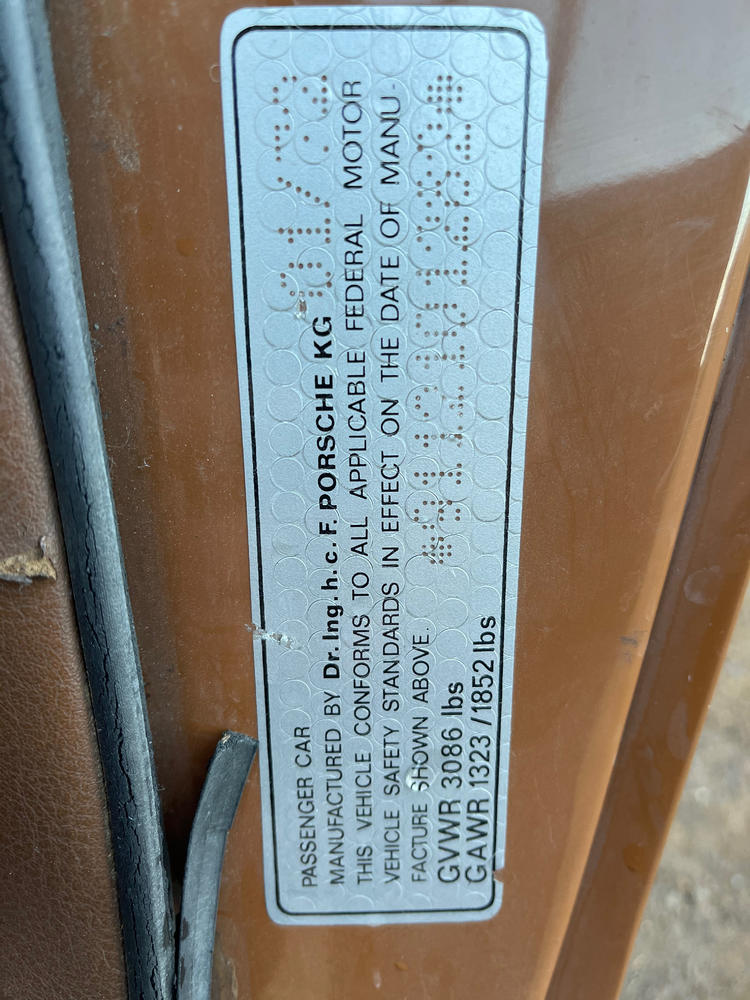 PASSENGER CAR
MANUFACTURED BY Dr. Ing. h. c. F. PORSCHE KG
THIS VEHICLE CONFORMS TO ALL APPLICABLE FEDERAL MOTOR
VEHICLE SAFETY STANDARDS IN EFFECT ON THE DATE OF MANU-
FACTURE SHOWN ABOVE.
GVWR 3086 lbs
GAWR 1323 / 1852 lbs